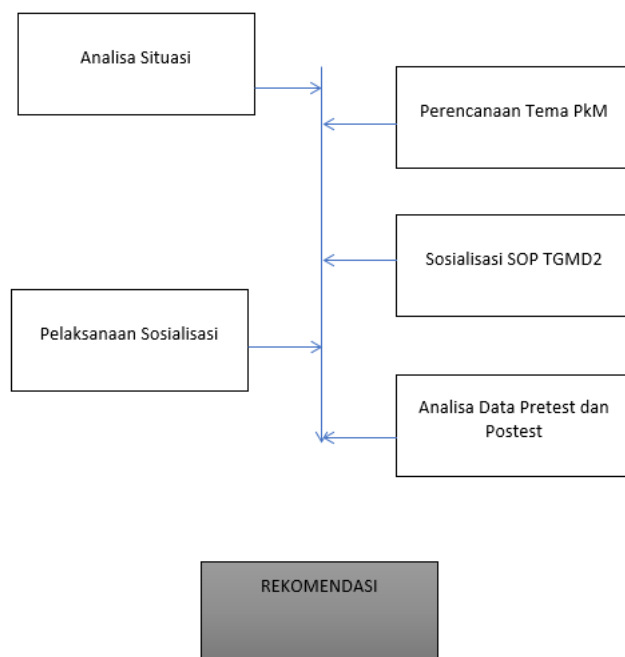 Analisa Situasi
Perencanaan Tema PkM
Sosialisasi SOP TGMD2
Pelaksanaan Sosialisasi
Analisa Data Pretest dan
Postest
REKOMENDASI